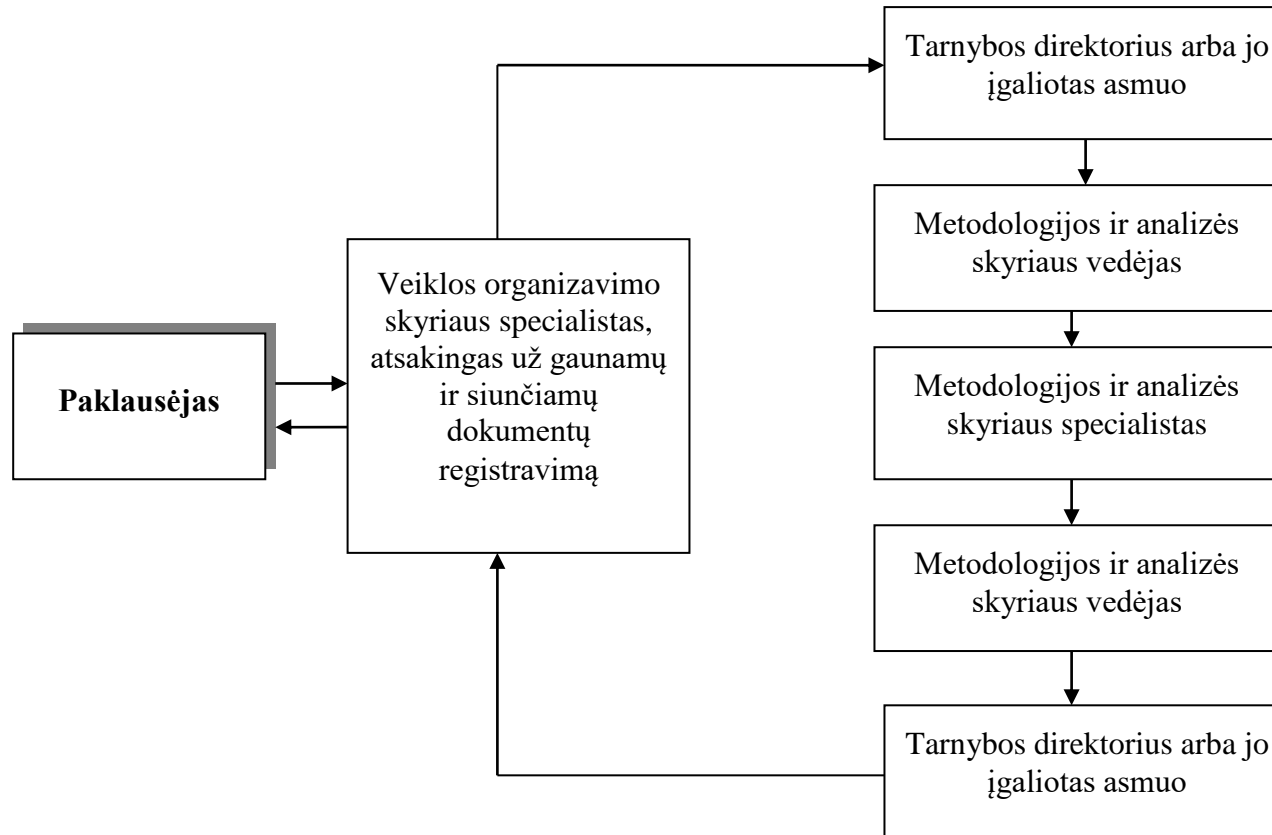 Paklausėjas
Veiklos organizavimo
skyriaus specialistas,
atsakingas už gaunamų
ir siunčiamų
dokumentų
registravimą
Tarnybos direktorius arba jo
įgaliotas asmuo
Metodologijos ir analizės
skyriaus vedėjas
Metodologijos ir analizės
skyriaus specialistas
Metodologijos ir analizės
skyriaus vedėjas
Tarnybos direktorius arba jo
įgaliotas asmuo